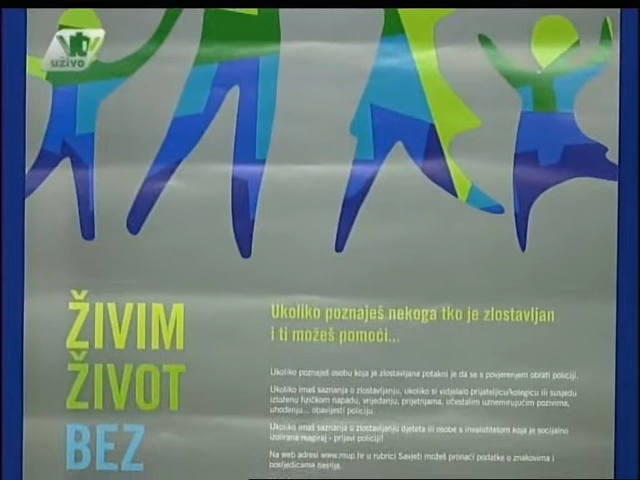 vtv
uživo
ŽIVIM
ŽIVOT
BEZ
Ukoliko poznaješ nekoga tko je zlostavljan
i ti možeš pomoći...
Ukoliko poznaješ osobu koja je zlostavljana potakni je da se s povjerenjem obrati policiji.
Ukoliko imaš saznanja o zlostavljanju, ukoliko si vidjela/o prijateljicu/kolegicu ili susjedu
izloženu fizičkom napadu, vrijeđanju, prijetnjama, učestalim uznemirujućim pozivima,
uhođenju... obavijesti policiju.
Ukoliko imaš saznanja o zlostavljanju djeteta ili osobe s invaliditetom koja je socijalno
izolirana reagiraj - prijavi policiji!
Na web adresi www.mup.hr u rubrici Savjeti možeš pronaći podatke o znakovima i
posljedicama nasilja.